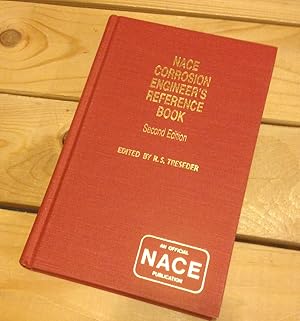 NACE
CORROSION
ENGINEER'S
REFERENCE
BOOK
Second Edition
EDITED BY R. S. TRESEDER
AN OFFICIAL
NACE
PUBLICATION